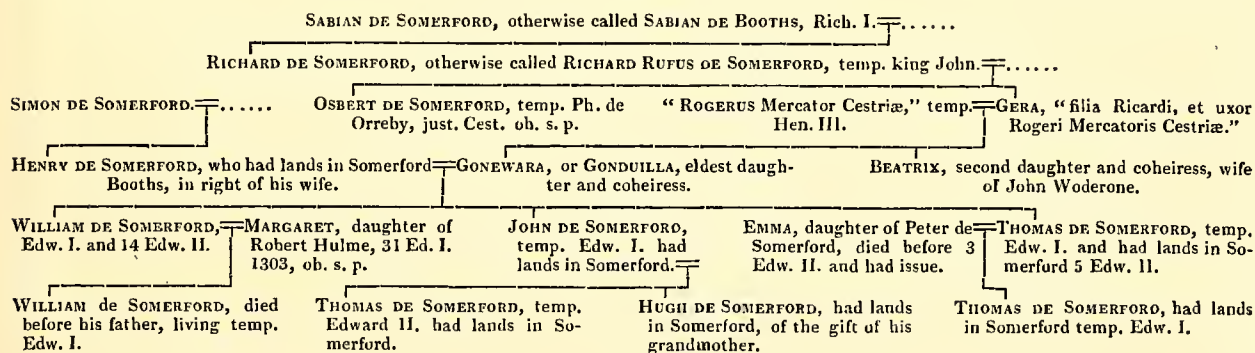 SABIAN DE SOMERFORD, otherwise called SABIAN DE BOOTHS, Rich. I.=......
RICHARD DE SOMERFORD, otherwise called RICHARD RUFUS DE SOMERFORD, temp. king John.=......
SIMON DE SOMERFORD.=......
OSBERT DE SOMERFORD, temp. Ph. de
Orreby, just. Cest. ob. s. p.
“ ROGERUS Mercator Cestriæ,” temp.=
Hen. III.
GERA, “filia Ricardi, et uxor
Rogeri Mercatoris Cestriæ.”
HENRY DE SOMERFORD, who had lands in Somerford=
Booths, in right of his wife.
GONEWARA, or GONDUILLA, eldest daugh-
ter and coheiress.
BEATRIX, second daughter and coheiress, wife
of John Woderone.
WILLIAM DE SOMERFORD,=
Edw. I. and 14 Edw. II.
MARGARET, daughter of
Robert Hulme, 31 Ed. I.
1303, ob. s. p.
JOHN DE SOMERFORD,
temp. Edw. I. had
lands in Somerford.=
EMMA, daughter of Peter de=
Somerford, died before 3
Edw. II. and had issue.
THOMAS DE SOMERFORD, temp.
Edw. I. and had lands in So-
merfurd 5 Edw. II.
WILLIAM de SOMERFORD, died
before his father, living temp.
Edw. I.
THOMAS DE SOMERFORD, temp.
Edward II. had lands in So-
merford.
HUGH DE SOMERFORD, had lands
in Somerford, of the gift of his
grandmother.
THOMAS DE SOMERFORD, had lands
in Somerford temp. Edw. I.